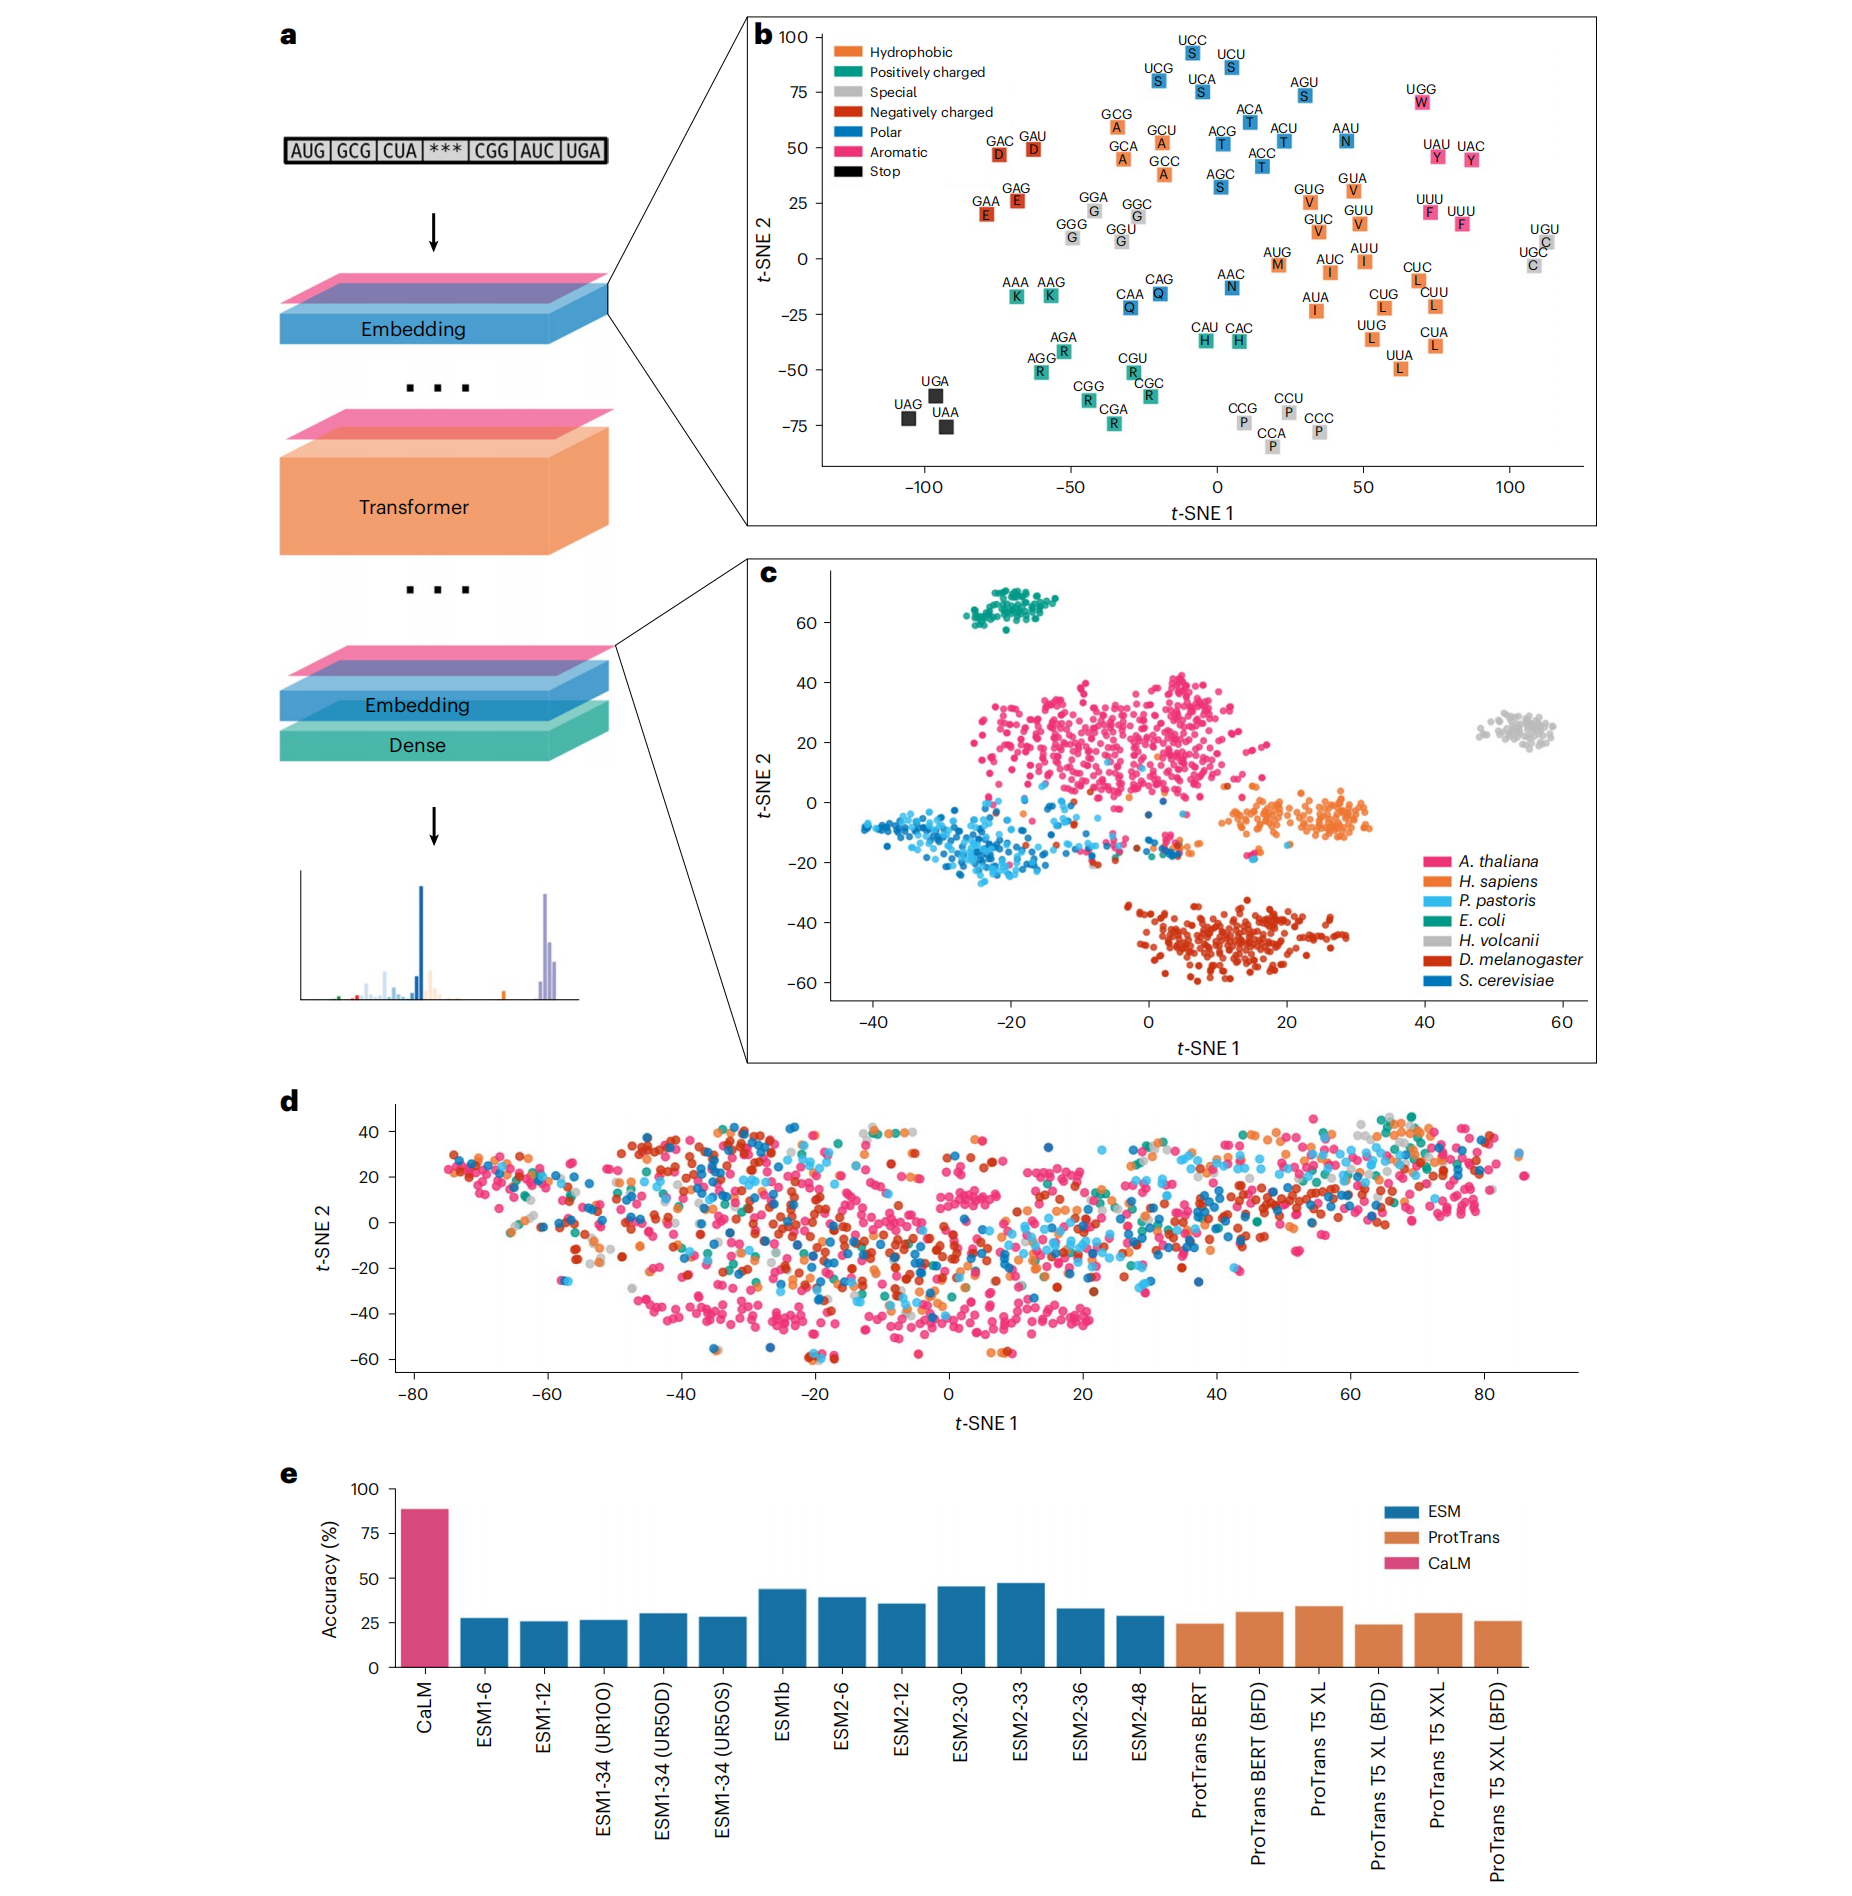 a
AUG GCG CUA *** CGG AUC UGA
Embedding
Transformer
Embedding
Dense
b
Hydrophobic
Positively charged
Special
Negatively charged
Polar
Aromatic
Stop
t-SNE 2
100
75
50
25
0
−25
−50
−75
UCC
S
UCU
S
UCG
S
UCA
S
AGU
S
UGG
W
GCG
A
ACA
T
GCU
A
ACG
T
ACU
T
AAU
N
GAC
D
GAU
D
GCA
A
GCC
A
ACC
T
UAU
Y
UAC
Y
AGC
S
GUG
V
GUA
V
GAA
E
GAG
E
GGA
G
GGC
G
GGG
G
GGU
G
GUC
V
GUU
V
UUU
F
UUU
F
UGU
C
UGC
C
AUG
M
AUC
I
AUU
I
CUC
L
AAA
K
AAG
K
CAA
Q
CAG
Q
AAC
N
AUA
I
CUG
L
CUU
L
CAU
H
CAC
H
UUG
L
CUA
L
UUA
L
AGA
R
AGG
R
CGU
R
CGG
R
CGC
R
CGA
R
UGA
UAG
UAA
CCG
P
CCU
P
CCC
P
CCA
P
−100 −50 0 50 100
t-SNE 1
c
t-SNE 2
60
40
20
0
−20
−40
−60
A. thaliana
H. sapiens
P. pastoris
E. coli
H. volcanii
D. melanogaster
S. cerevisiae
−40 −20 0 20 40 60
t-SNE 1
d
t-SNE 2
40
20
0
−20
−40
−60
−80 −60 −40 −20 0 20 40 60 80
t-SNE 1
e
Accuracy (%)
100
75
50
25
0
ESM
ProtTrans
CaLM
CaLM
ESM1-6
ESM1-12
ESM1-34 (UR100)
ESM1-34 (UR50D)
ESM1-34 (UR50S)
ESM1b
ESM2-6
ESM2-12
ESM2-30
ESM2-33
ESM2-36
ESM2-48
ProtTrans BERT
ProTrans BERT (BFD)
ProTrans T5 XL
ProTrans T5 XL (BFD)
ProTrans T5 XXL
ProTrans T5 XXL (BFD)